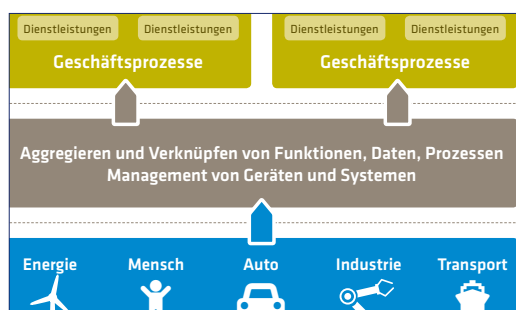 Dienstleistungen Dienstleistungen Dienstleistungen Dienstleistungen
Geschäftsprozesse Geschäftsprozesse
Aggregieren und Verknüpfen von Funktionen, Daten, Prozessen
Management von Geräten und Systemen
Energie Mensch Auto Industrie Transport